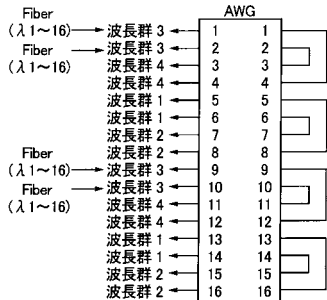 AWG
Fiber
(λ1~16) 波長群 3 1 1
Fiber
(λ1~16) 波長群 3 2 2
波長群 4 3 3
波長群 4 4 4
波長群 1 5 5
波長群 1 6 6
波長群 2 7 7
波長群 2 8 8
Fiber
(λ1~16) 波長群 3 9 9
Fiber
(λ1~16) 波長群 3 10 10
波長群 4 11 11
波長群 4 12 12
波長群 1 13 13
波長群 1 14 14
波長群 2 15 15
波長群 2 16 16